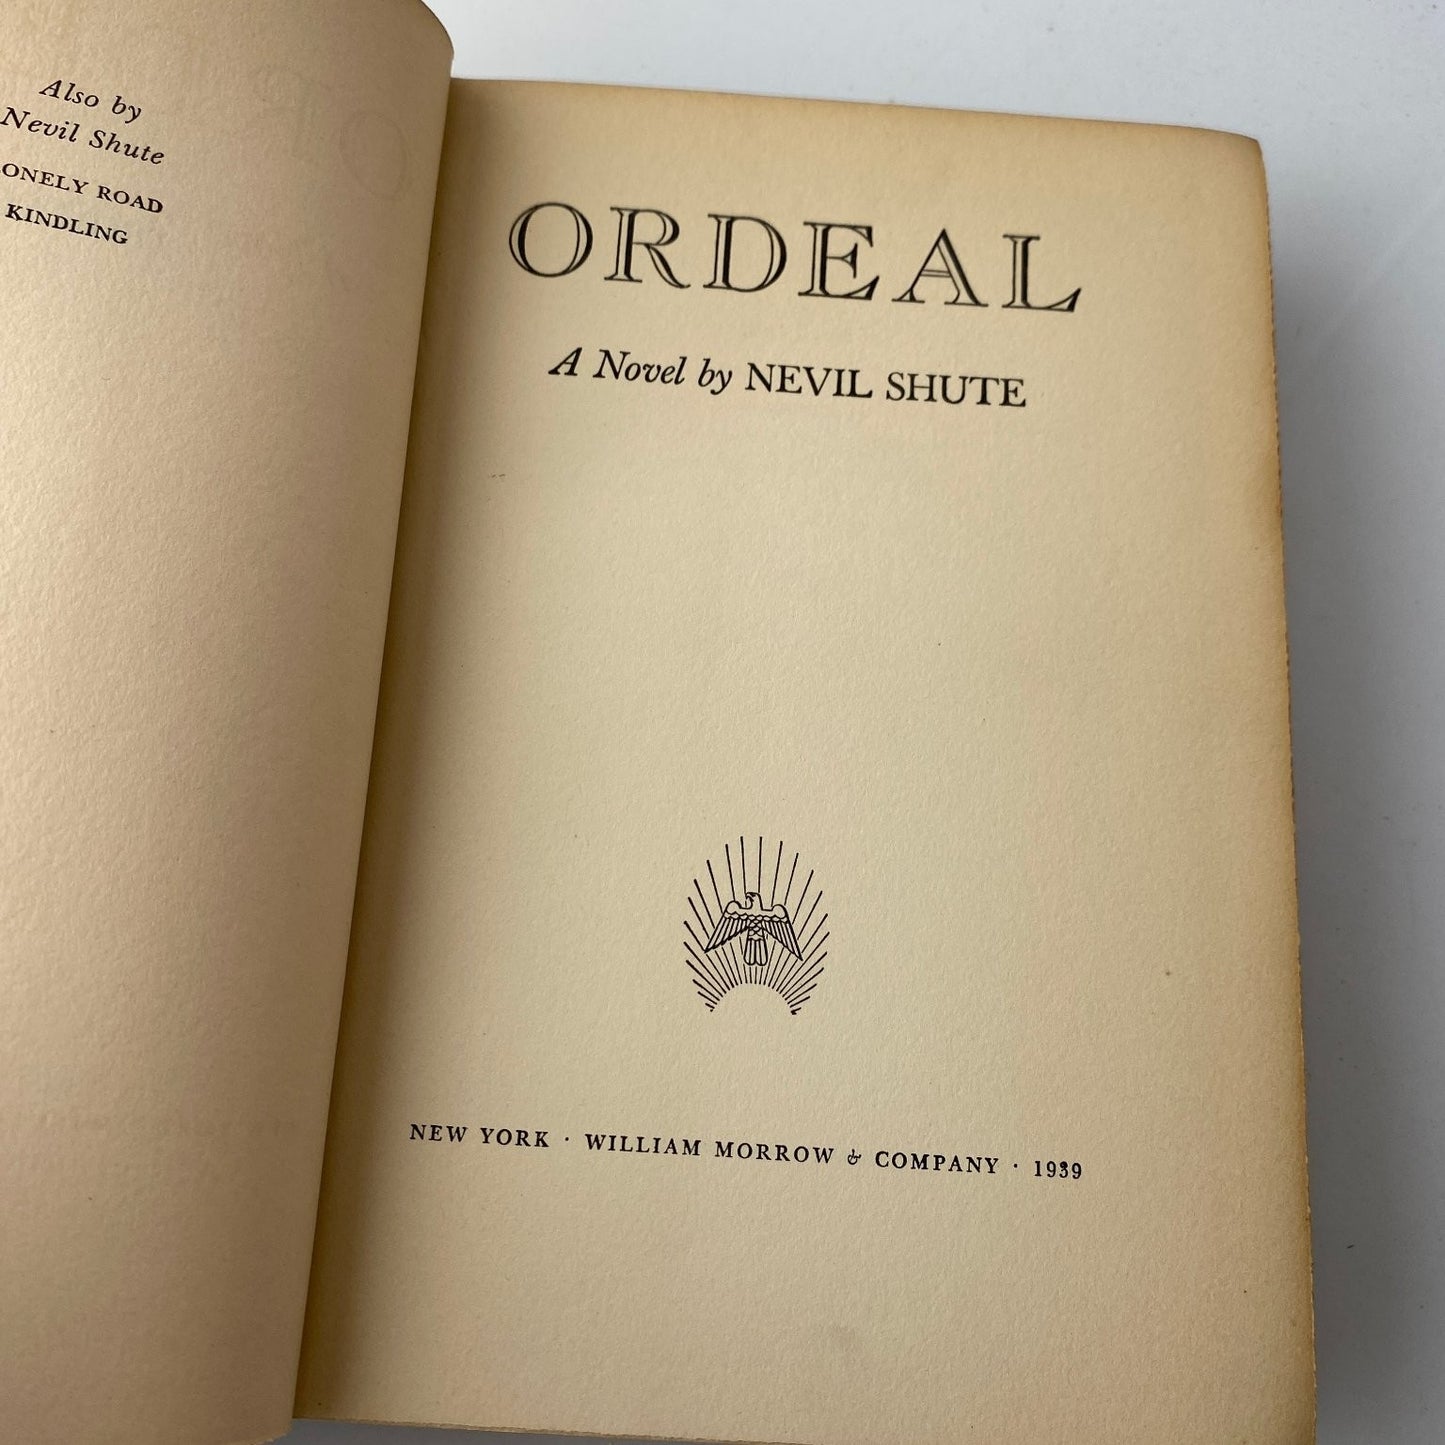 Also by
Nevil Shute
ONELY ROAD
KINDLING
ORDEAL
A Novel by NEVIL SHUTE
NEW YORK · WILLIAM MORROW & COMPANY · 1939